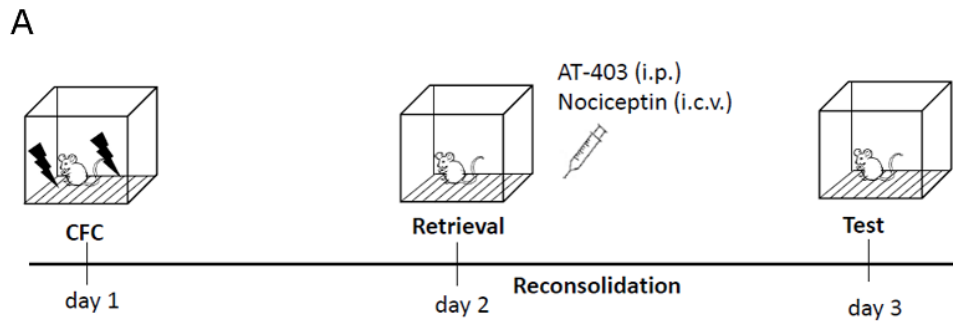 A
AT-403 (i.p.)
Nociceptin (i.c.v.)
CFC
Retrieval
Test
Reconsolidation
day 1
day 2
day 3